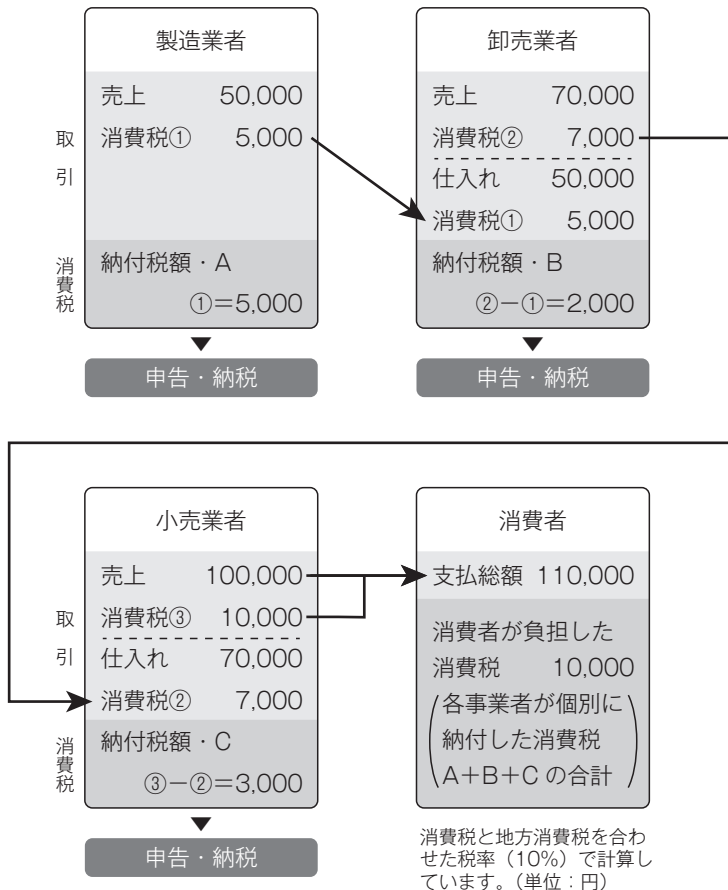 製造業者
売上 50,000
消費税① 5,000
納付税額・A
①=5,000
申告・納税
取引
消費税
卸売業者
売上 70,000
消費税② 7,000
仕入れ 50,000
消費税① 5,000
納付税額・B
②－①=2,000
申告・納税
小売業者
売上 100,000
消費税③ 10,000
仕入れ 70,000
消費税② 7,000
納付税額・C
③－②=3,000
申告・納税
取引
消費税
消費者
支払総額 110,000
消費者が負担した
消費税 10,000
(各事業者が個別に
納付した消費税
A+B+C の合計)
消費税と地方消費税を合わ
せた税率（10％）で計算し
ています。（単位：円）